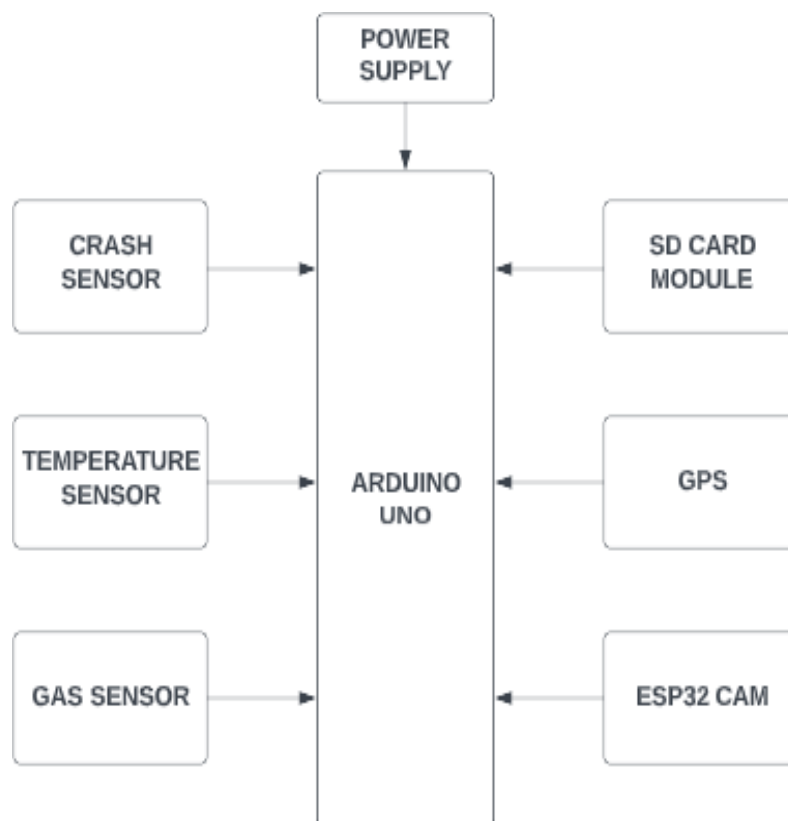 POWER
SUPPLY
CRASH
SENSOR
SD CARD
MODULE
TEMPERATURE
SENSOR
ARDUINO
UNO
GPS
GAS SENSOR
ESP32 CAM